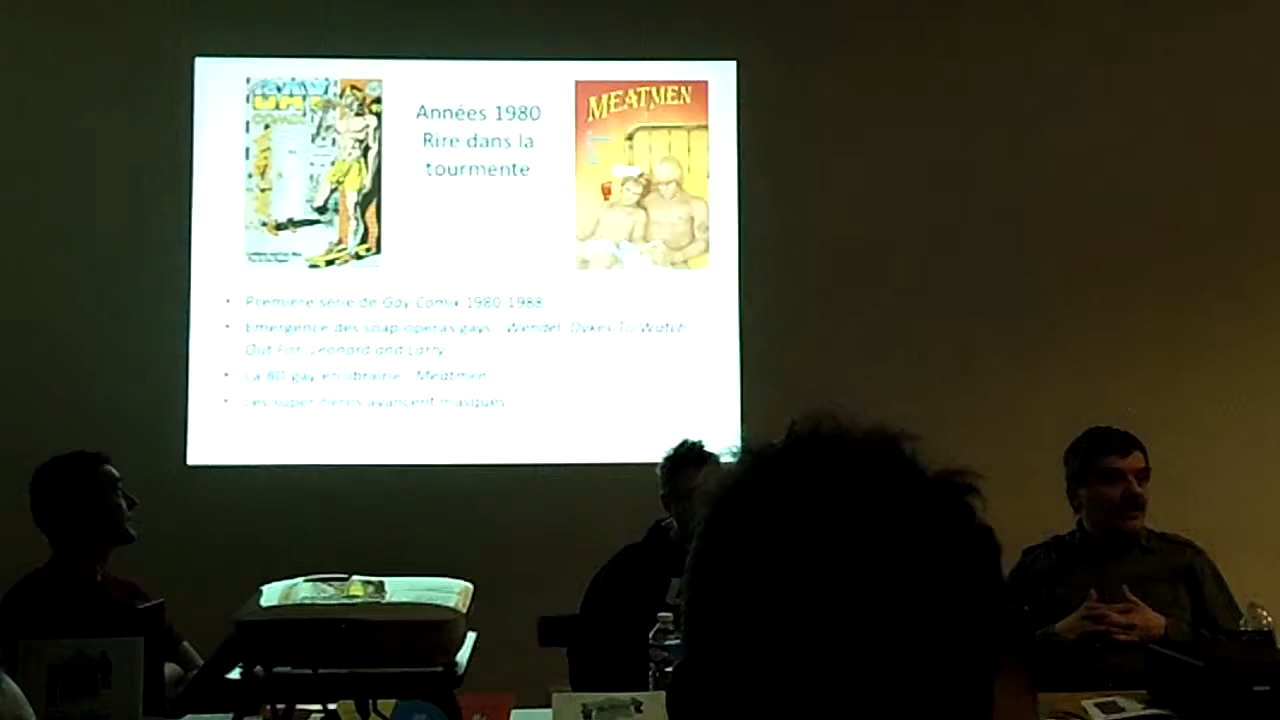 Années 1980
Rire dans la
tourmente
MEATMEN
GAY
COMIX
• Première série de Gay Comix 1980-1988
• Emergence des soap-operas gays : Wendel, Dykes To Watch
Out For, Leonard and Larry
• La BD gay en librairie : Meatmen
• Les super-héros avancent masqués